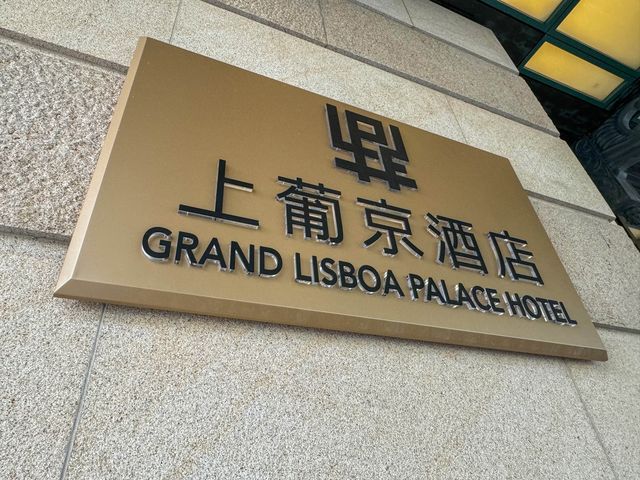 上葡京酒店
GRAND LISBOA PALACE HOTEL